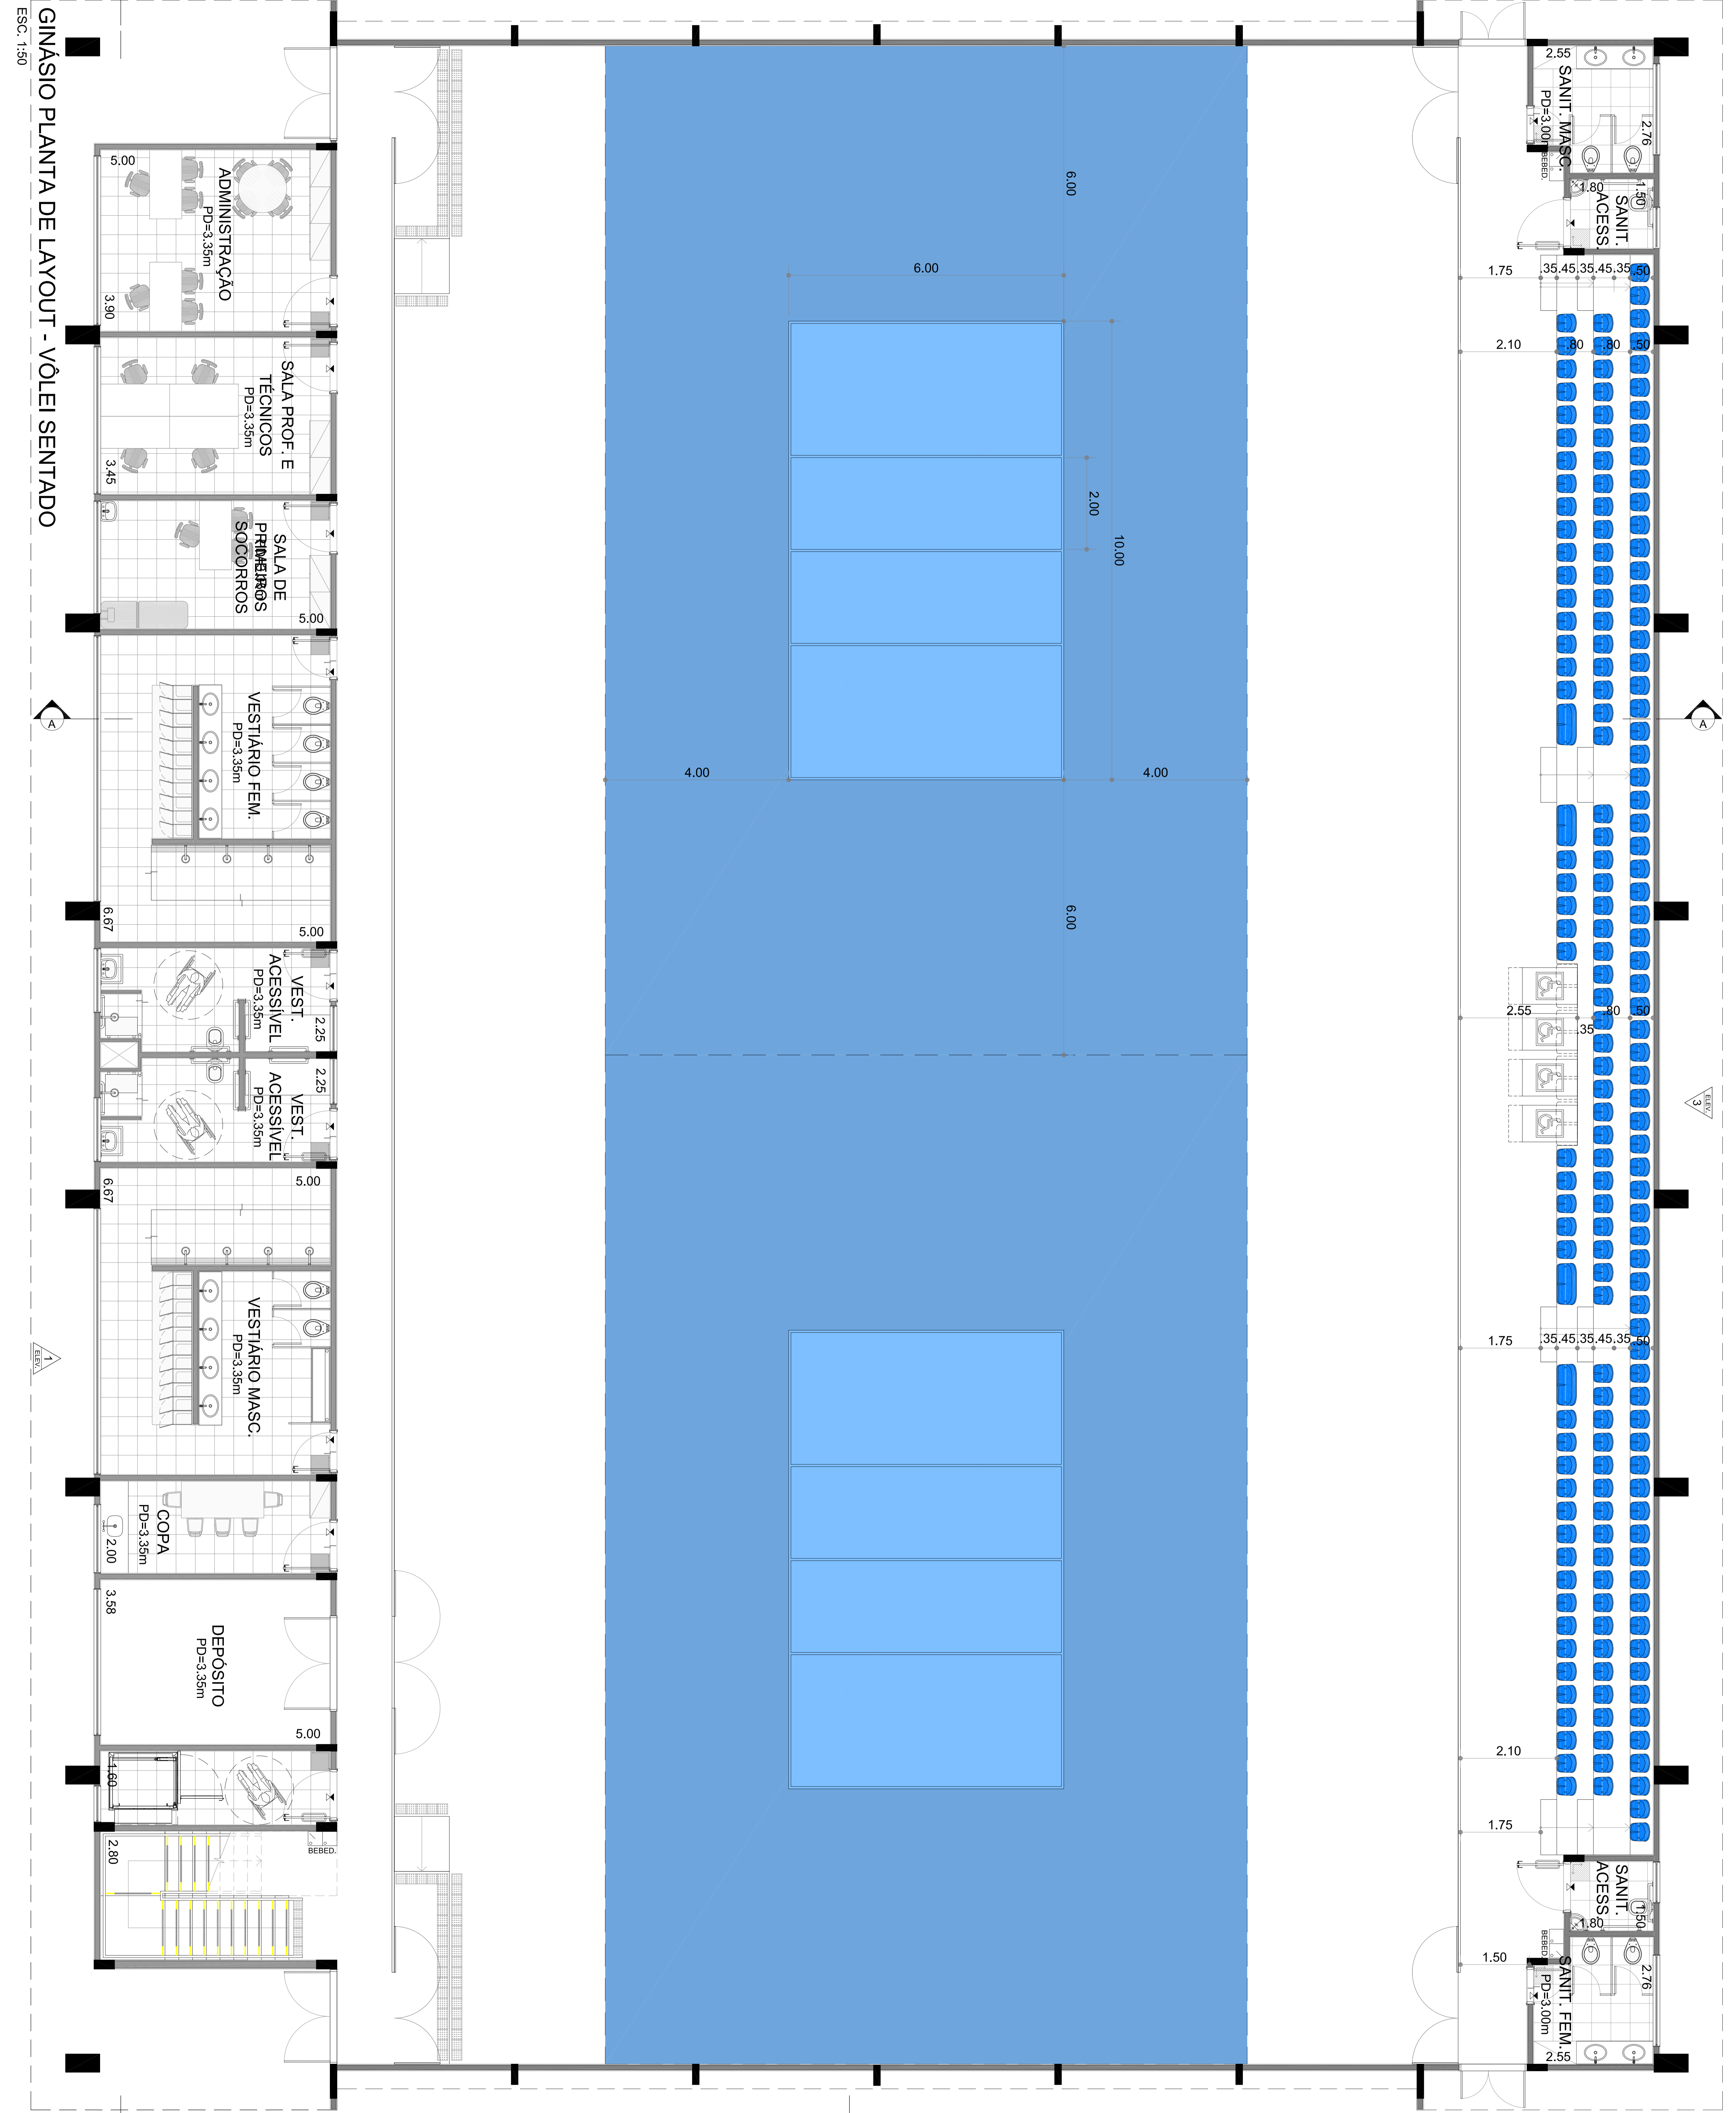 GINÁSIO PLANTA DE LAYOUT - VÔLEI SENTADO
ESC. 1:50
5.00
ADMINISTRAÇÃO
PD=3.35m
3.90
SALA PROF. E
TÉCNICOS
PD=3.35m
3.45
SALA DE
PRIMEIROS
SOCORROS
5.00
VESTIÁRIO FEM.
PD=3.35m
6.67
5.00
VEST.
ACESSÍVEL
PD=3.35m
2.25
VEST.
ACESSÍVEL
PD=3.35m
2.25
6.67
5.00
VESTIÁRIO MASC.
PD=3.35m
COPA
PD=3.35m
2.00
3.58
DEPÓSITO
PD=3.35m
5.00
1.60
2.80
BEBED.
A
1
ELEV.
6.00
6.00
10.00
2.00
4.00
4.00
6.00
2.55
SANIT. MASC.
PD=3.00m
2.76
BEBED.
1.80
1.50
SANIT.
ACESS.
1.75
.35
.45
.35
.45
.35
.50
2.10
.80
.80
.50
A
2.55
.35
.80
.50
ELEV.
3
1.75
.35
.45
.35
.45
.35
.50
2.10
1.75
SANIT.
ACESS.
1.80
1.50
1.50
BEBED.
SANIT. FEM.
PD=3.00m
2.76
2.55